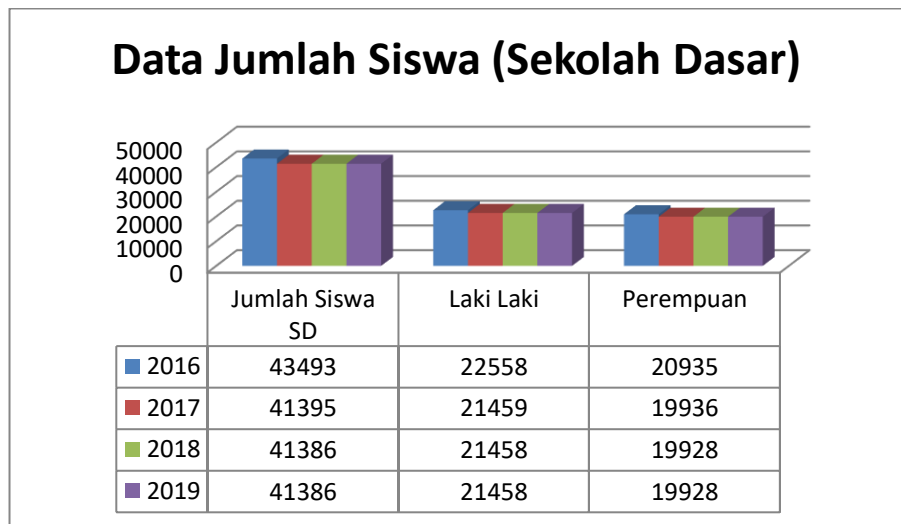 Data Jumlah Siswa (Sekolah Dasar)
50000
40000
30000
20000
10000
0
Jumlah Siswa SD Laki Laki Perempuan
2016 43493 22558 20935
2017 41395 21459 19936
2018 41386 21458 19928
2019 41386 21458 19928